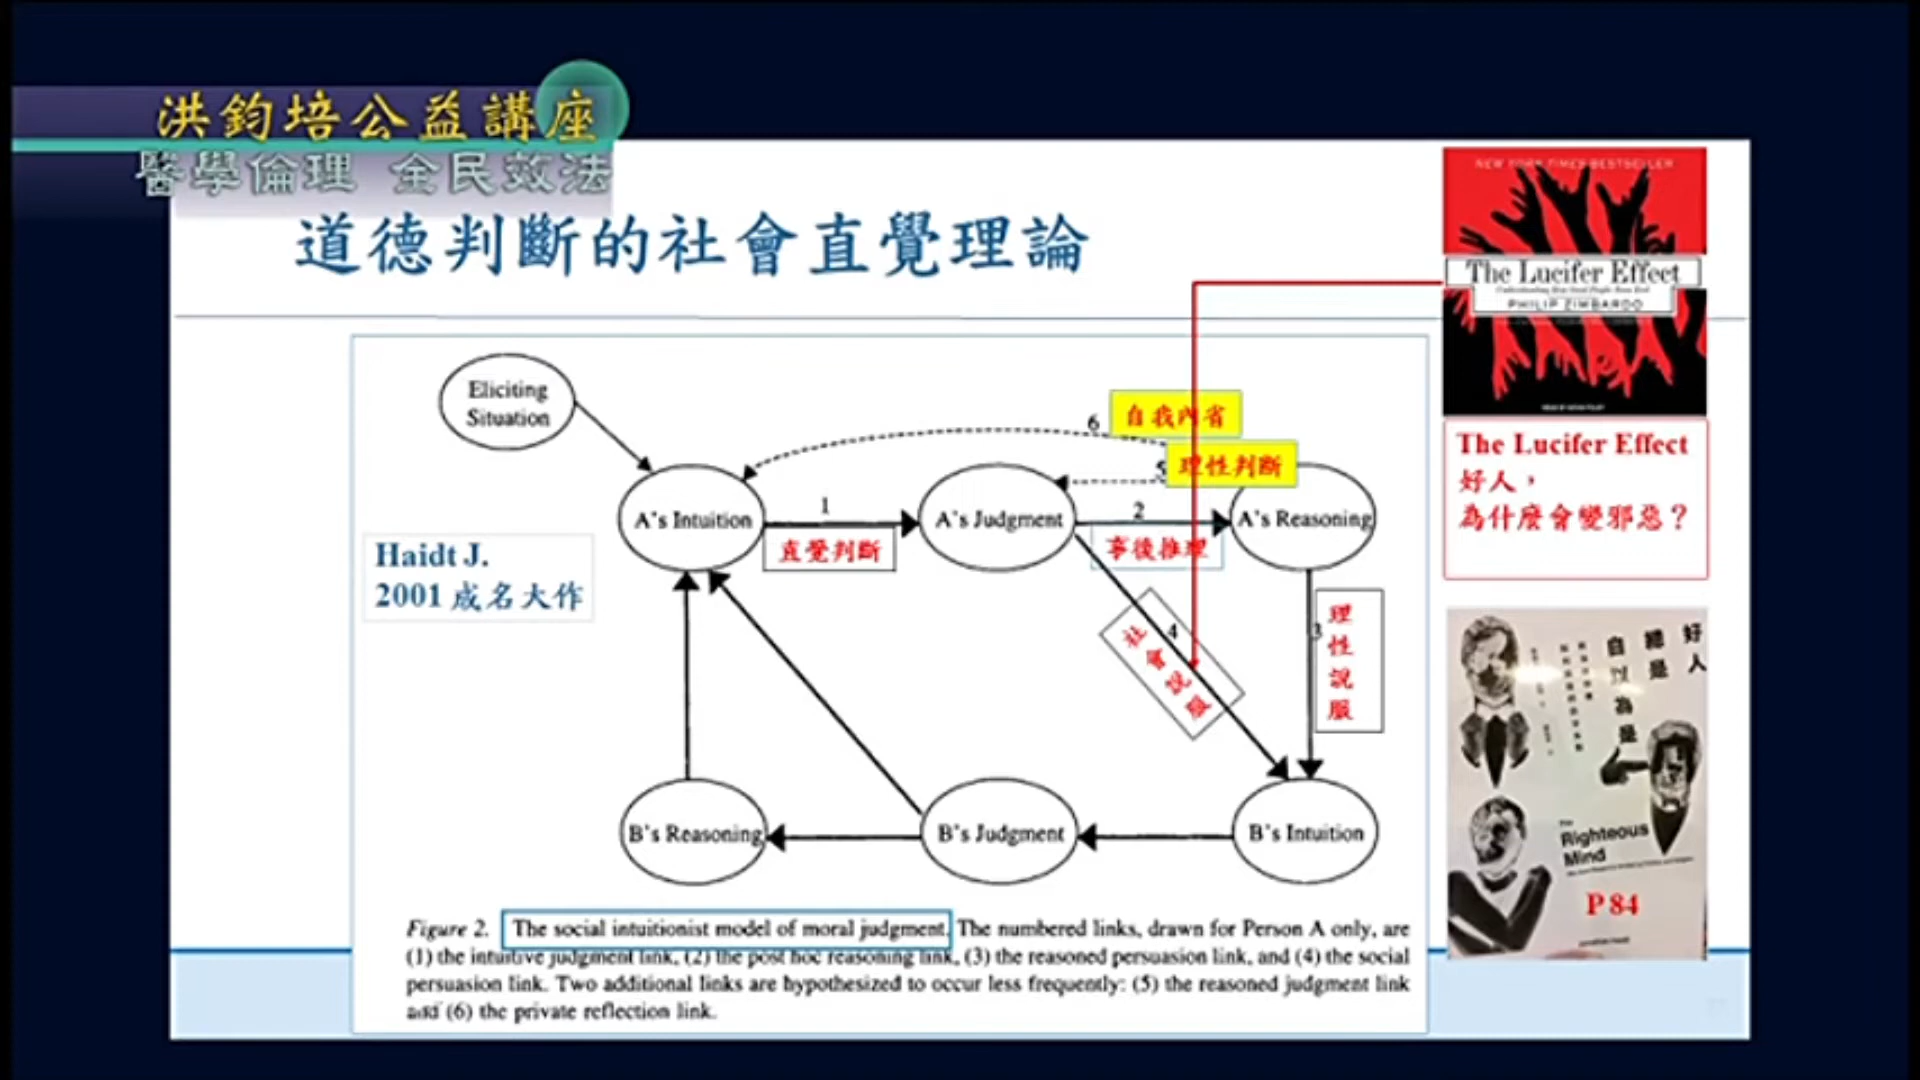 洪鈞培公益講座
醫學倫理 全民效法
道德判斷的社會直覺理論
NEW YORK TIMES BESTSELLER
The Lucifer Effect
PHILIP ZIMBARDO
The Lucifer Effect
好人，
為什麼會變邪惡？
Eliciting
Situation
6
自我內省
5
理性判斷
A's Intuition
1
直覺判斷
A's Judgment
2
事後推理
A's Reasoning
Haidt J.
2001 成名大作
4
社會說服
3
理性說服
B's Reasoning
B's Judgment
B's Intuition
好人
總是
自以為是
The
Righteous
Mind
P 84
Figure 2. The social intuitionist model of moral judgment. The numbered links, drawn for Person A only, are
(1) the intuitive judgment link, (2) the post hoc reasoning link, (3) the reasoned persuasion link, and (4) the social
persuasion link. Two additional links are hypothesized to occur less frequently: (5) the reasoned judgment link
and (6) the private reflection link.